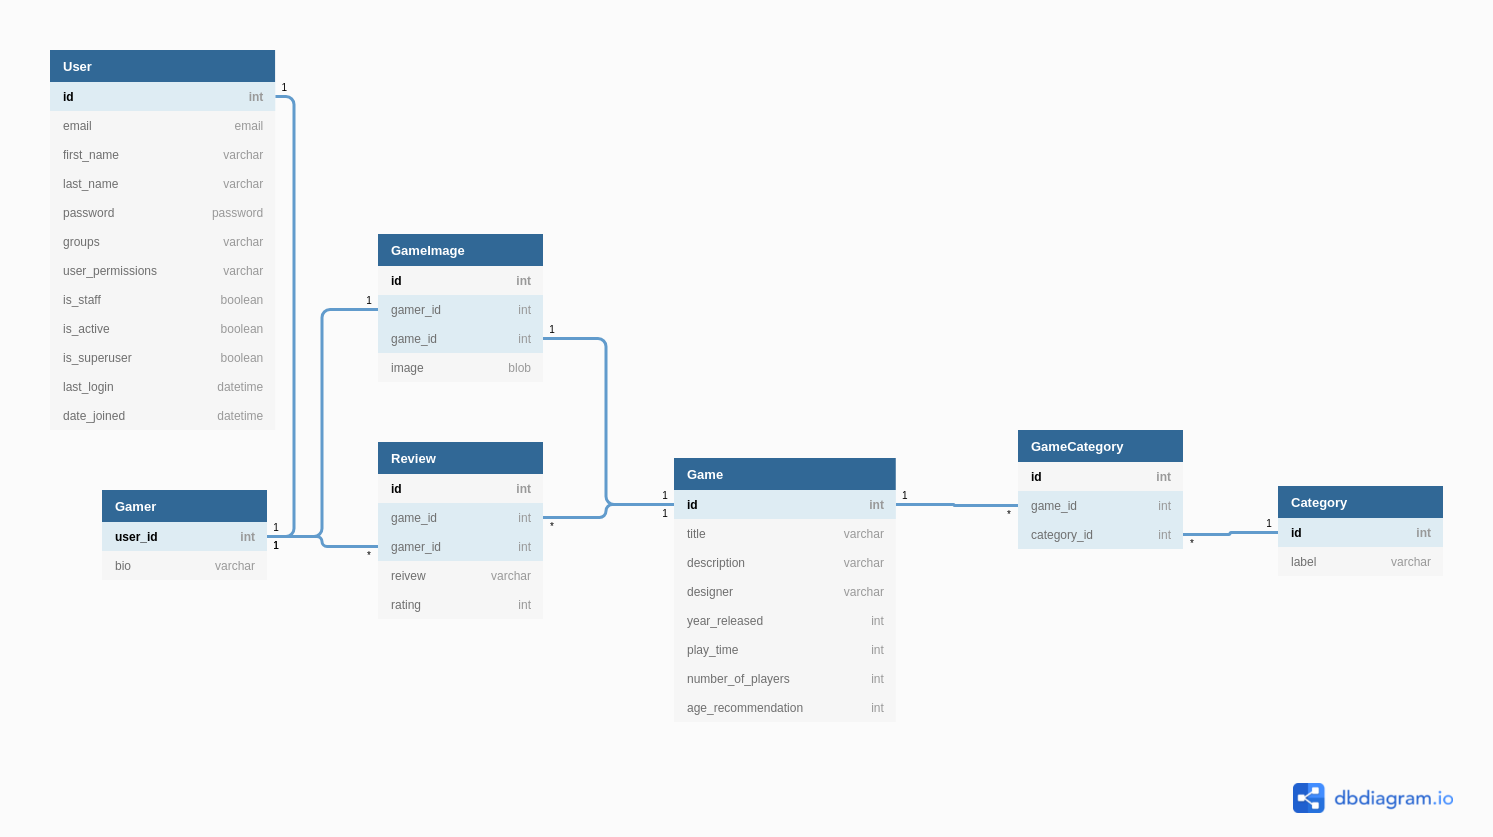 User
1
id int
email email
first_name varchar
last_name varchar
password password
groups varchar
user_permissions varchar
is_staff boolean
is_active boolean
is_superuser boolean
last_login datetime
date_joined datetime
Gamer
1
user_id int
1
bio varchar
GameImage
id int
1
gamer_id int
1
game_id int
image blob
Review
id int
game_id int
*
gamer_id int
*
reivew varchar
rating int
Game
1
1
id int
1
title varchar
description varchar
designer varchar
year_released int
play_time int
number_of_players int
age_recommendation int
GameCategory
id int
game_id int
*
category_id int
*
Category
1
id int
label varchar
dbdiagram.io